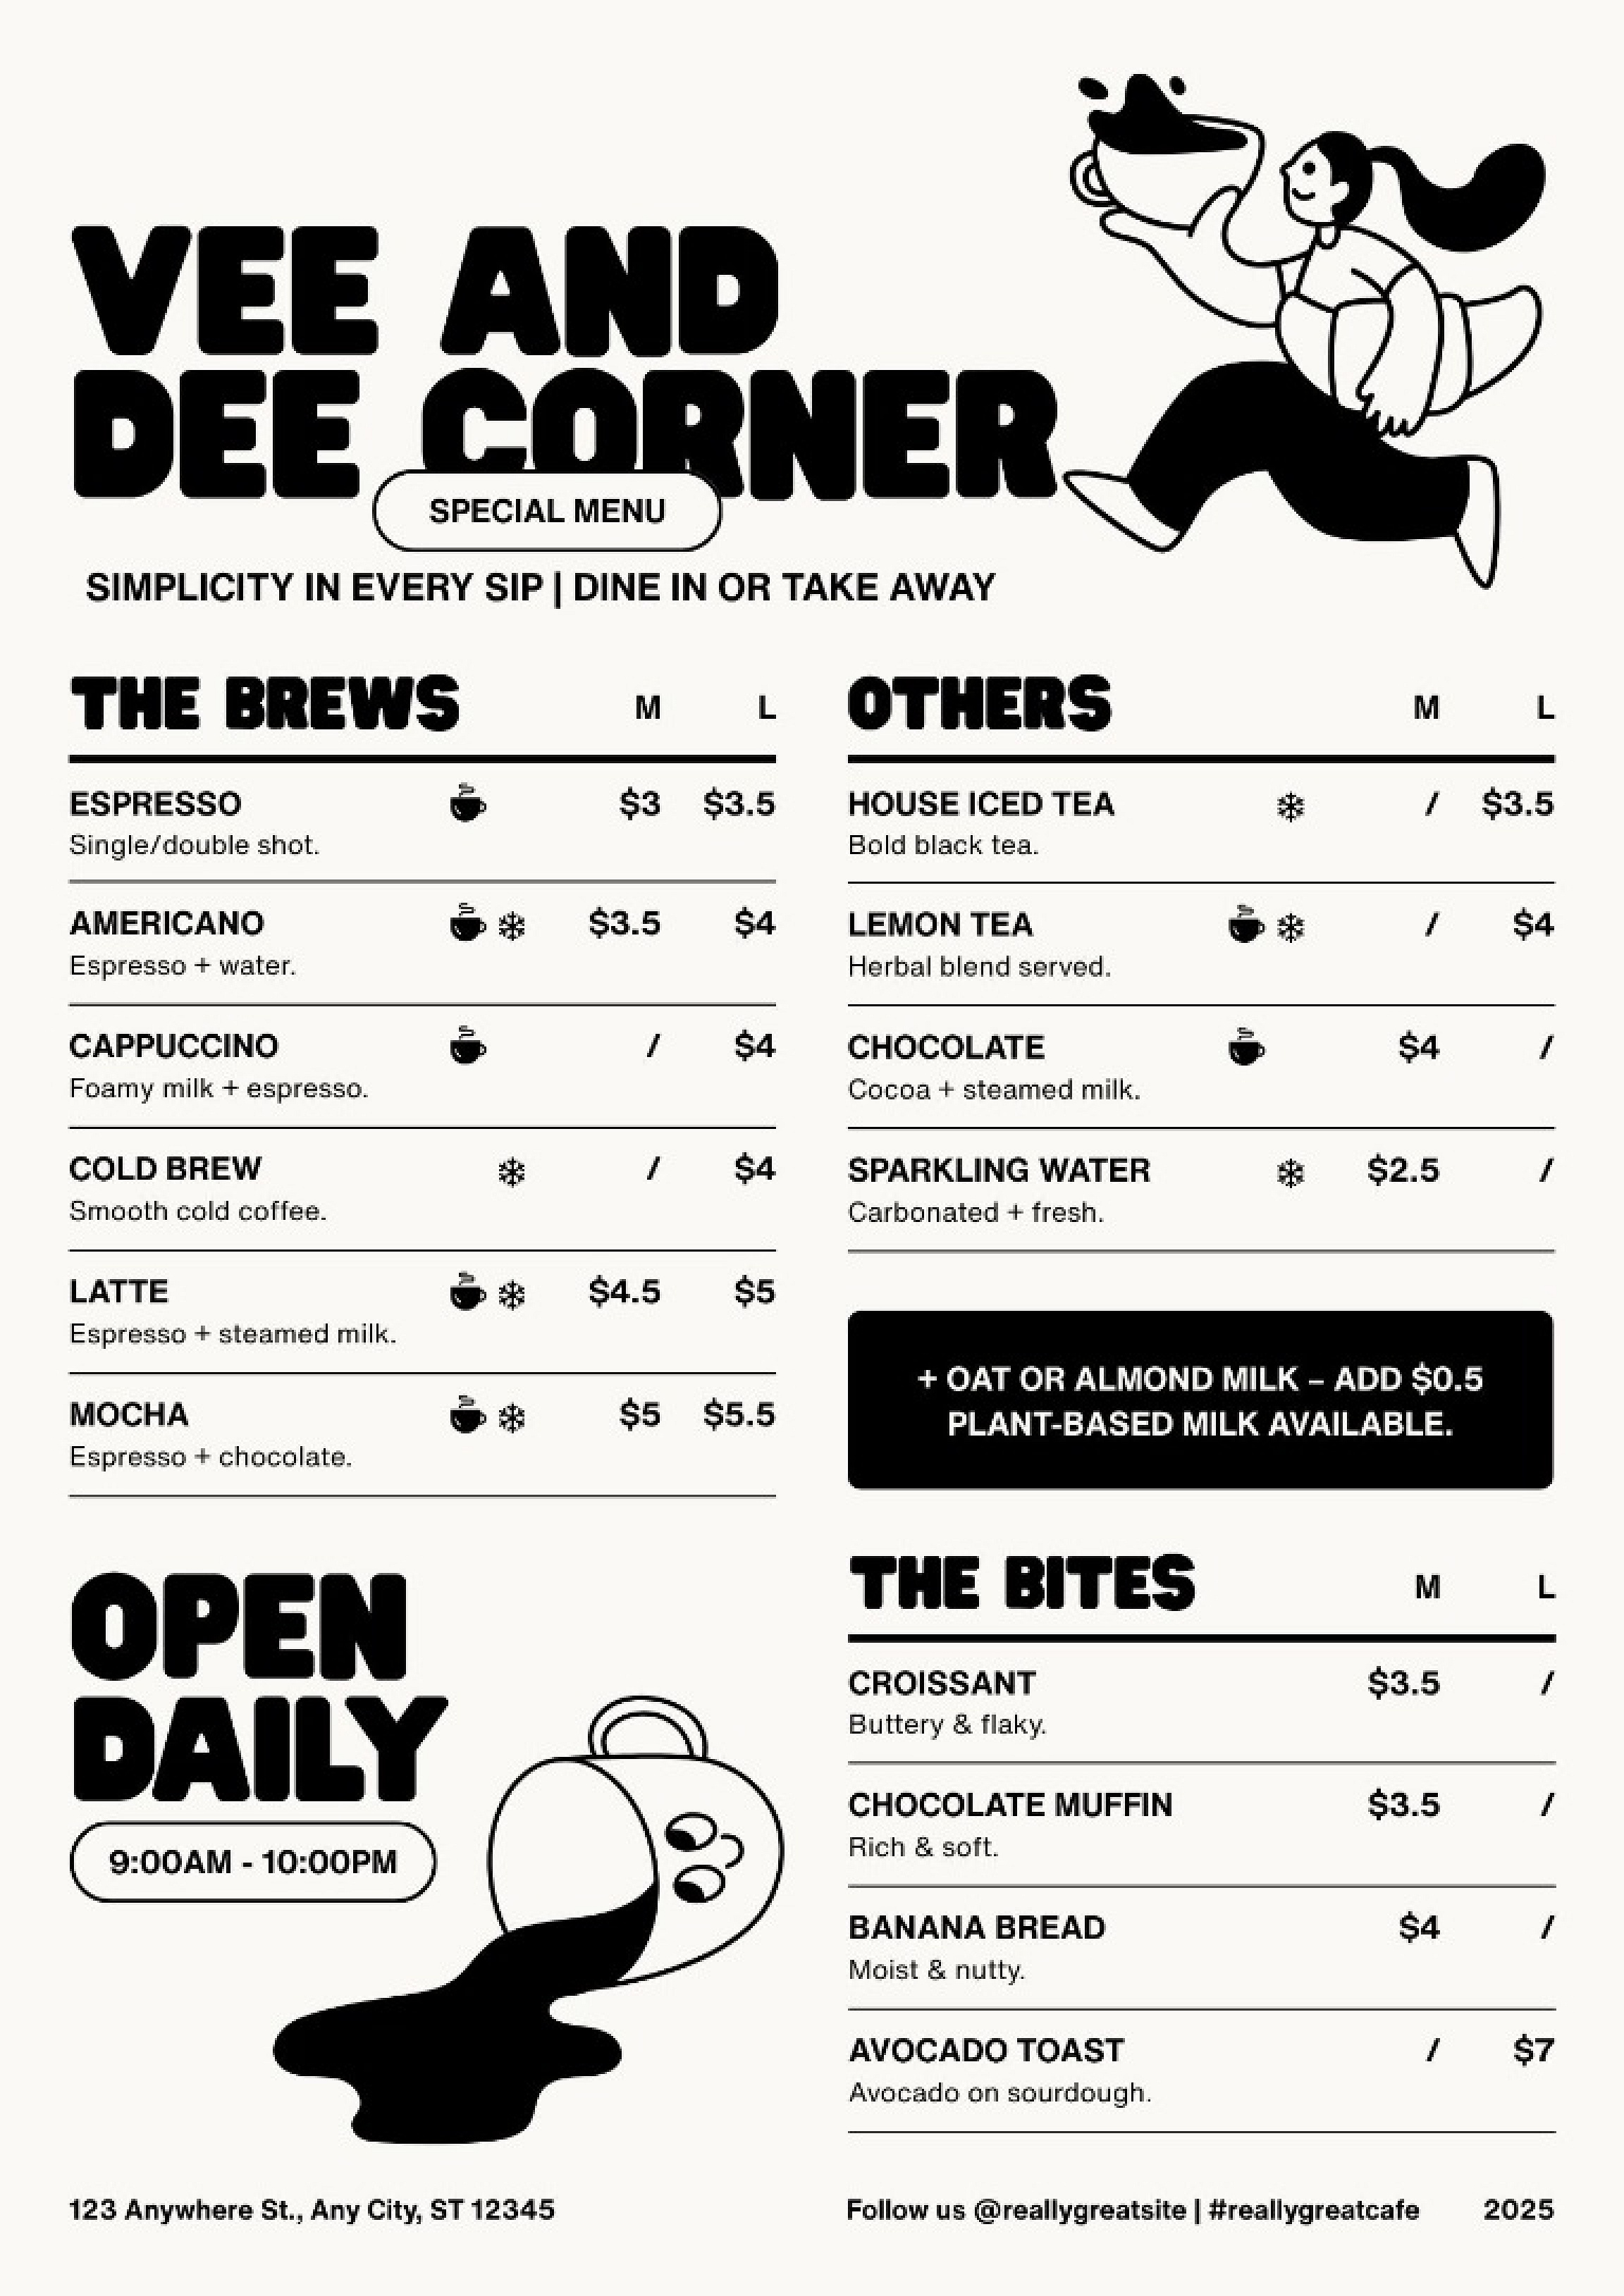 VEE AND
DEE CORNER
SPECIAL MENU
SIMPLICITY IN EVERY SIP | DINE IN OR TAKE AWAY
THE BREWS M L
ESPRESSO $3 $3.5
Single/double shot.
AMERICANO $3.5 $4
Espresso + water.
CAPPUCCINO / $4
Foamy milk + espresso.
COLD BREW / $4
Smooth cold coffee.
LATTE $4.5 $5
Espresso + steamed milk.
MOCHA $5 $5.5
Espresso + chocolate.
OPEN
DAILY
9:00AM - 10:00PM
OTHERS M L
HOUSE ICED TEA / $3.5
Bold black tea.
LEMON TEA / $4
Herbal blend served.
CHOCOLATE $4 /
Cocoa + steamed milk.
SPARKLING WATER $2.5 /
Carbonated + fresh.
+ OAT OR ALMOND MILK – ADD $0.5
PLANT-BASED MILK AVAILABLE.
THE BITES M L
CROISSANT $3.5 /
Buttery & flaky.
CHOCOLATE MUFFIN $3.5 /
Rich & soft.
BANANA BREAD $4 /
Moist & nutty.
AVOCADO TOAST / $7
Avocado on sourdough.
123 Anywhere St., Any City, ST 12345
Follow us @reallygreatsite | #reallygreatcafe 2025